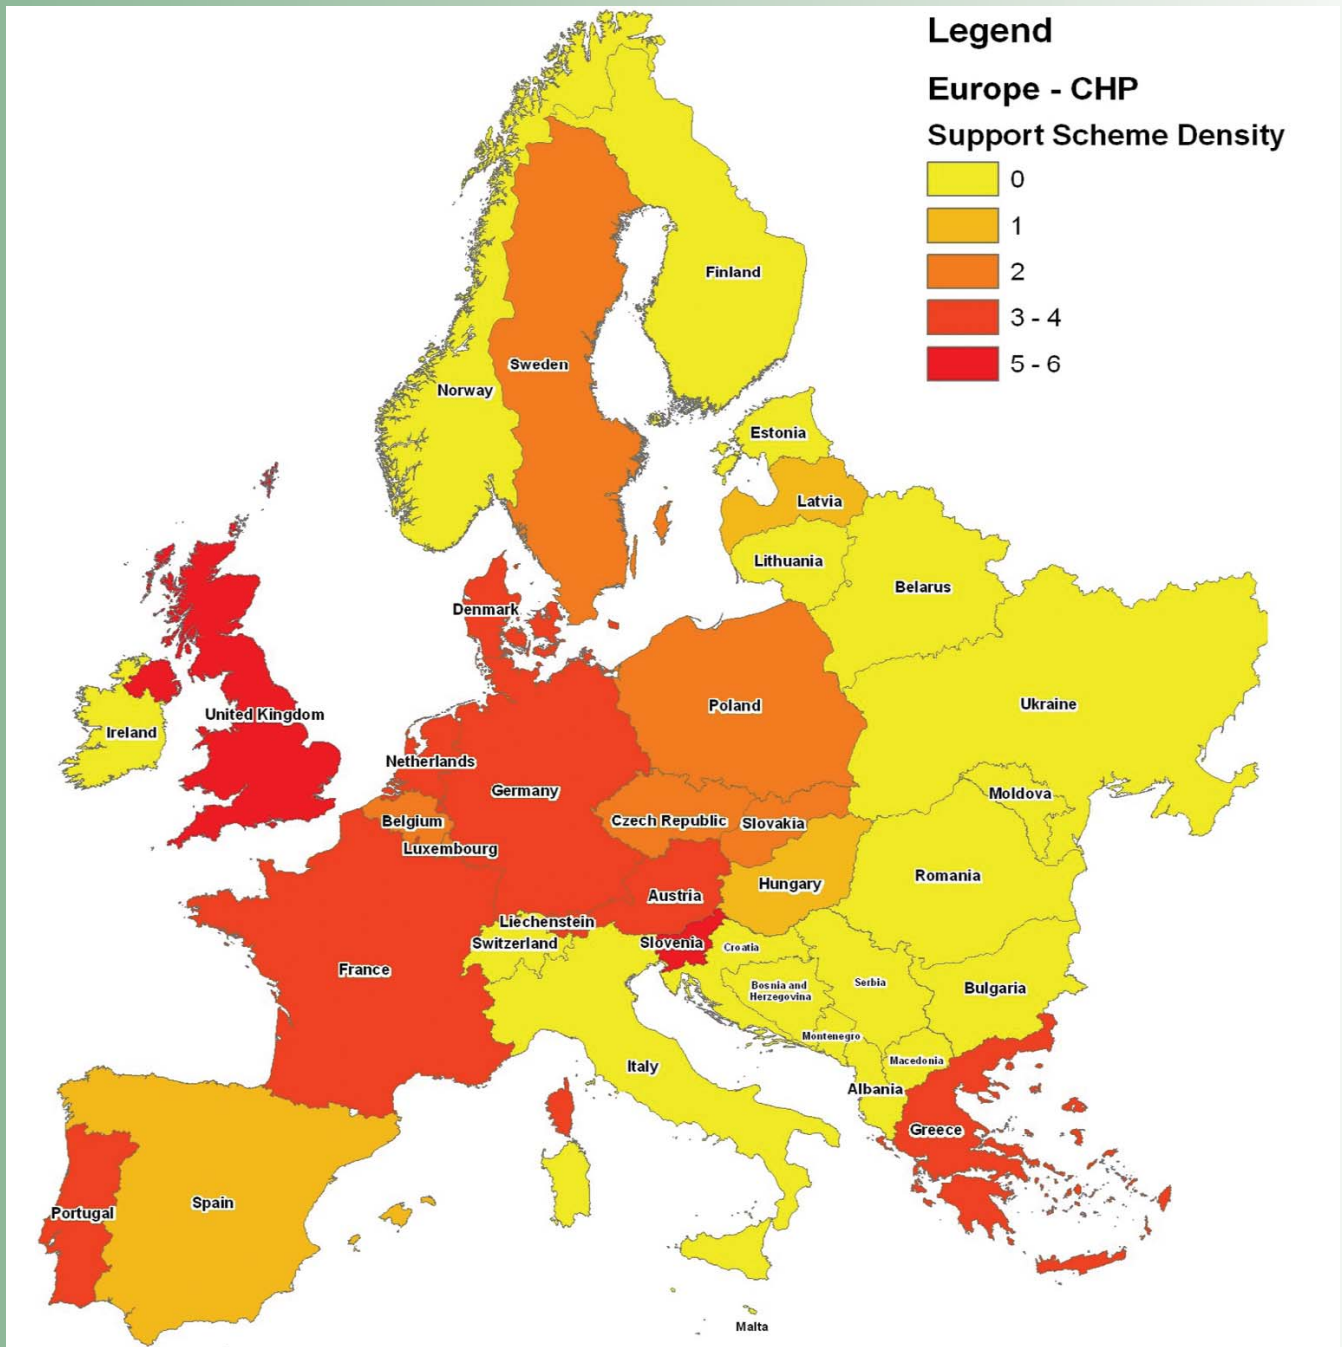 Legend
Europe - CHP
Support Scheme Density
0
1
2
3 - 4
5 - 6
Finland
Sweden
Norway
Estonia
Latvia
Lithuania
Belarus
Denmark
Ukraine
Poland
United Kingdom
Ireland
Netherlands
Germany
Moldova
Belgium
Czech Republic
Slovakia
Luxembourg
Romania
Hungary
Austria
Liechenstein
Switzerland
Slovenia
Croatia
France
Serbia
Bosnia and
Herzegovina
Bulgaria
Montenegro
Macedonia
Italy
Albania
Greece
Spain
Portugal
Malta